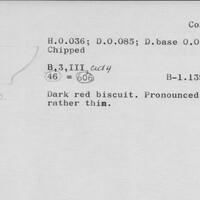 Co
H.0.036; D.0.085; D.base 0.0
Chipped
B,3,III
46 = 606 B-1.13
Dark red biscuit. Pronounced
rather thin.